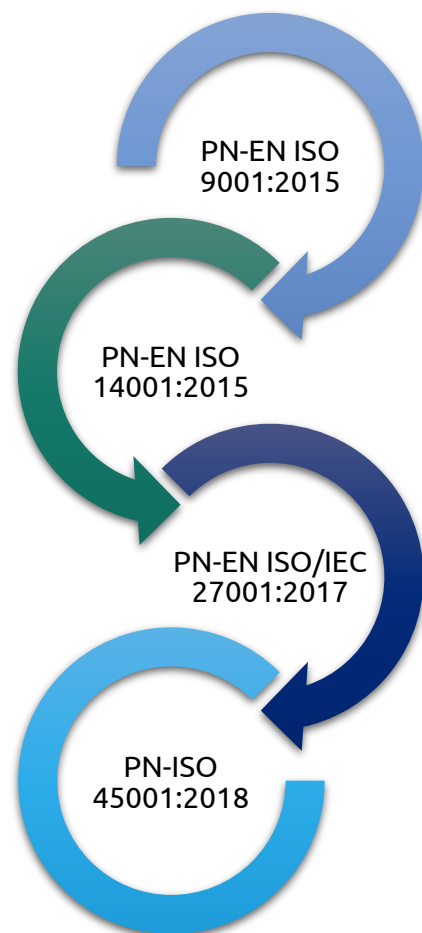 PN-EN ISO
9001:2015
PN-EN ISO
14001:2015
PN-EN ISO/IEC
27001:2017
PN-ISO
45001:2018